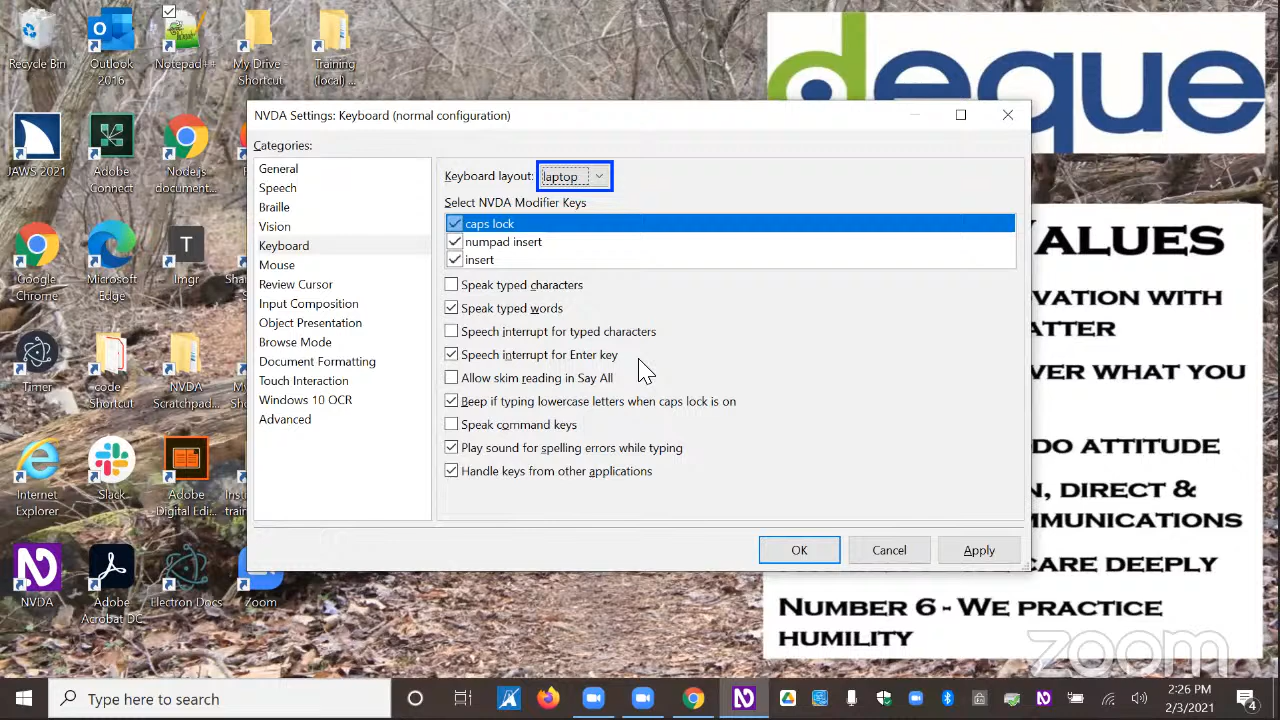 Recycle Bin
Outlook
2016
Notepad++
My Drive -
Shortcut
Training
(local) ...
JAWS 2021
Adobe
Connect
Node.js
document...
Google
Chrome
Microsoft
Edge
T
Imgr
Timer
code -
Shortcut
NVDA
Scratchpad...
Internet
Explorer
Slack
Adobe
Digital Edi...
NVDA
Adobe
Acrobat DC
Electron Docs
Zoom
NVDA Settings: Keyboard (normal configuration)
Categories:
General
Speech
Braille
Vision
Keyboard
Mouse
Review Cursor
Input Composition
Object Presentation
Browse Mode
Document Formatting
Touch Interaction
Windows 10 OCR
Advanced
Keyboard layout: laptop
Select NVDA Modifier Keys
caps lock
numpad insert
insert
Speak typed characters
Speak typed words
Speech interrupt for typed characters
Speech interrupt for Enter key
Allow skim reading in Say All
Beep if typing lowercase letters when caps lock is on
Speak command keys
Play sound for spelling errors while typing
Handle keys from other applications
OK
Cancel
Apply
deque
VALUES
OVATION WITH
ATTER
VER WHAT YOU
DO ATTITUDE
N, DIRECT &
MMUNICATIONS
CARE DEEPLY
NUMBER 6 - WE PRACTICE
HUMILITY
zoom
Type here to search
2:26 PM
2/3/2021
4